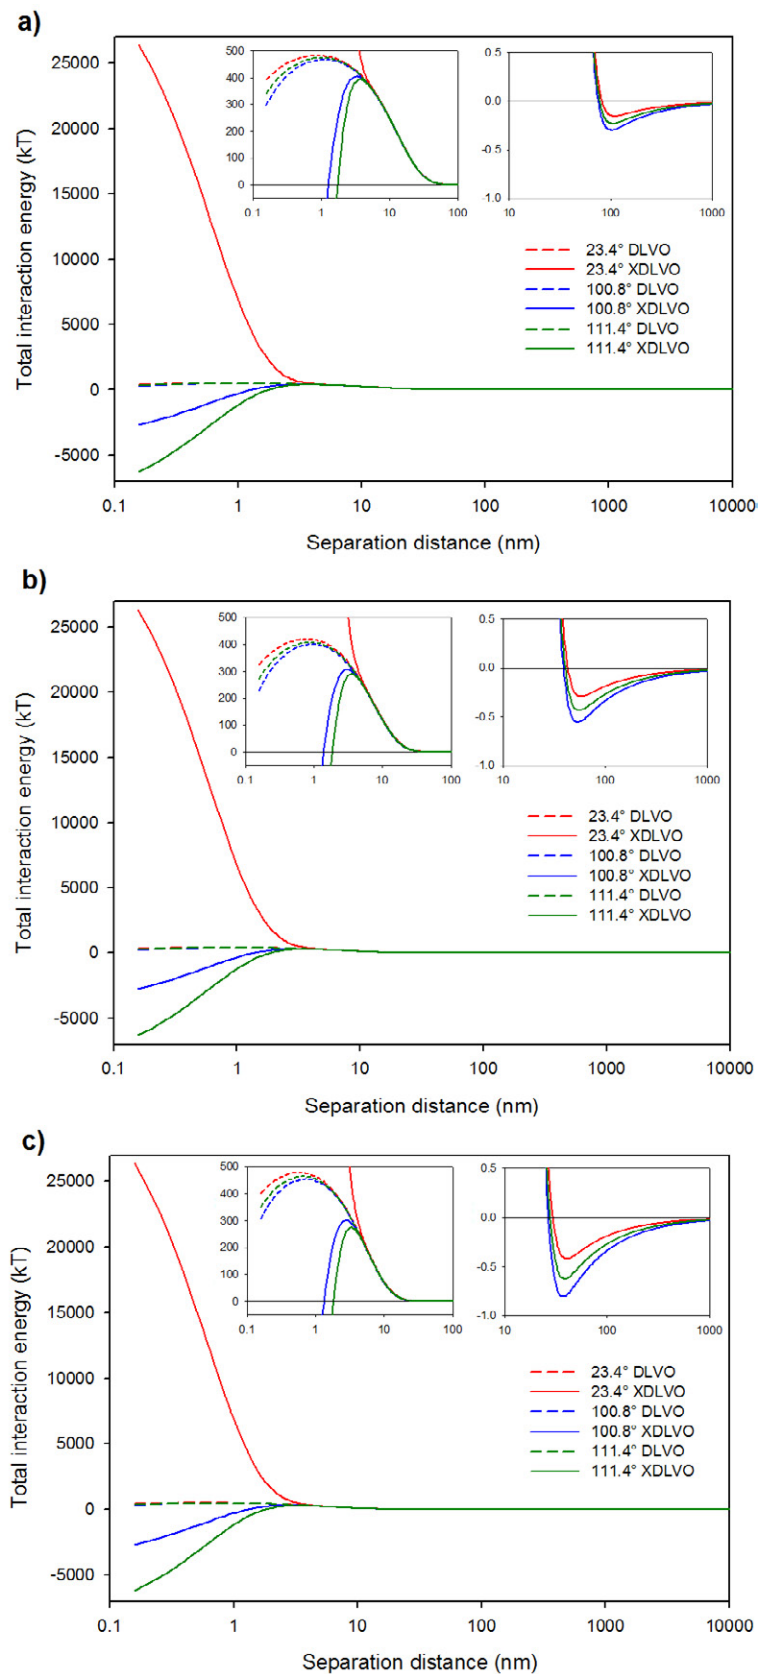 a)
Total interaction energy (kT)
25000
20000
15000
10000
5000
0
-5000
500
400
300
200
100
0
0.1 1 10 100
0.5
0.0
-0.5
-1.0
10 100 1000
23.4° DLVO
23.4° XDLVO
100.8° DLVO
100.8° XDLVO
111.4° DLVO
111.4° XDLVO
0.1 1 10 100 1000 10000
Separation distance (nm)
b)
Total interaction energy (kT)
25000
20000
15000
10000
5000
0
-5000
500
400
300
200
100
0
0.1 1 10 100
0.5
0.0
-0.5
-1.0
10 100 1000
23.4° DLVO
23.4° XDLVO
100.8° DLVO
100.8° XDLVO
111.4° DLVO
111.4° XDLVO
0.1 1 10 100 1000 10000
Separation distance (nm)
c)
Total interaction energy (kT)
25000
20000
15000
10000
5000
0
-5000
500
400
300
200
100
0
0.1 1 10 100
0.5
0.0
-0.5
-1.0
10 100 1000
23.4° DLVO
23.4° XDLVO
100.8° DLVO
100.8° XDLVO
111.4° DLVO
111.4° XDLVO
0.1 1 10 100 1000 10000
Separation distance (nm)